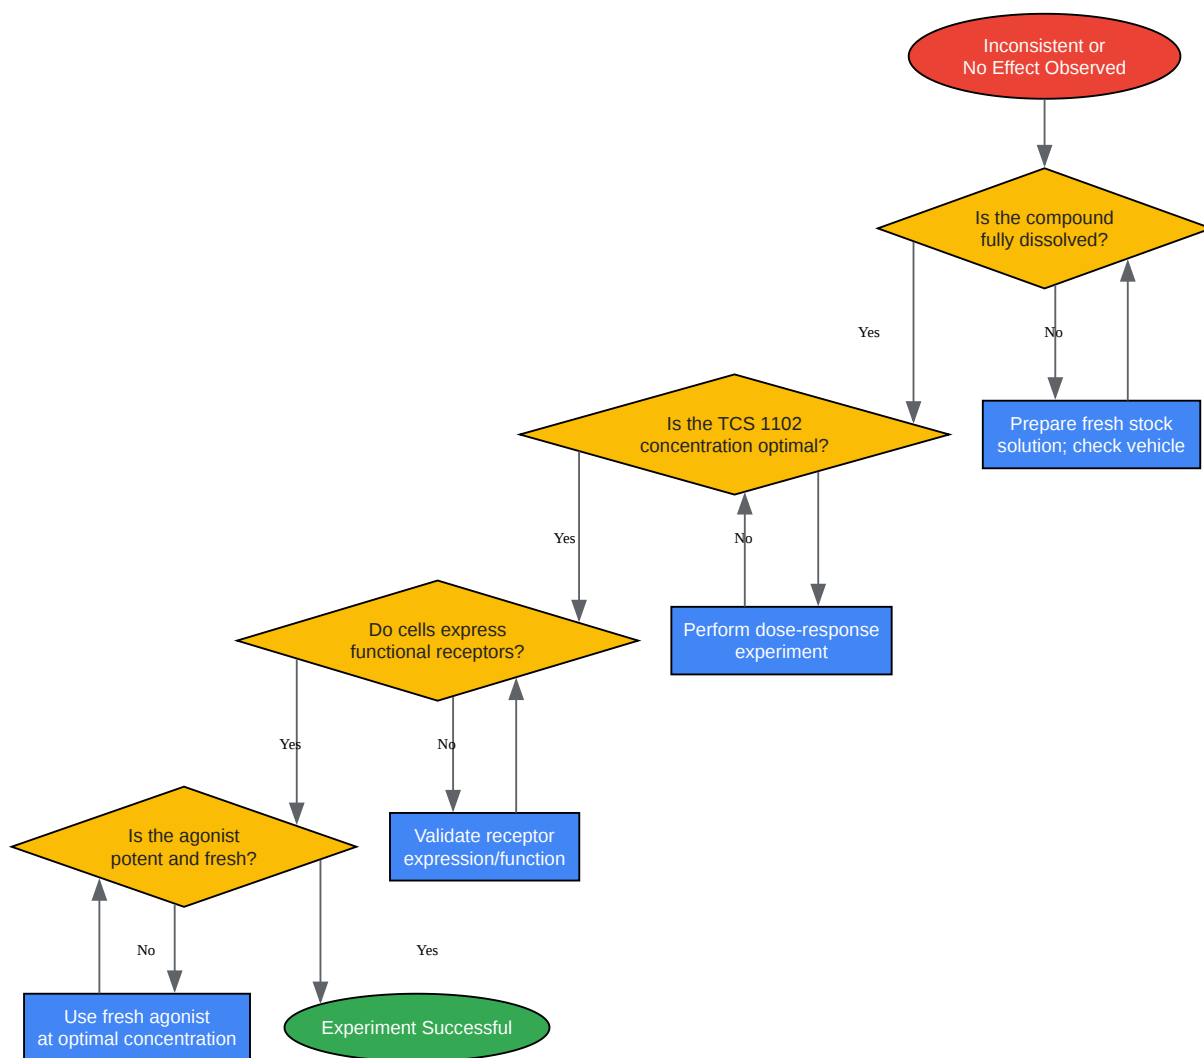 Inconsistent or
No Effect Observed
Is the compound
fully dissolved?
Yes
No
Prepare fresh stock
solution; check vehicle
Is the TCS 1102
concentration optimal?
Yes
No
Perform dose-response
experiment
Do cells express
functional receptors?
Yes
No
Validate receptor
expression/function
Is the agonist
potent and fresh?
No
Yes
Use fresh agonist
at optimal concentration
Experiment Successful